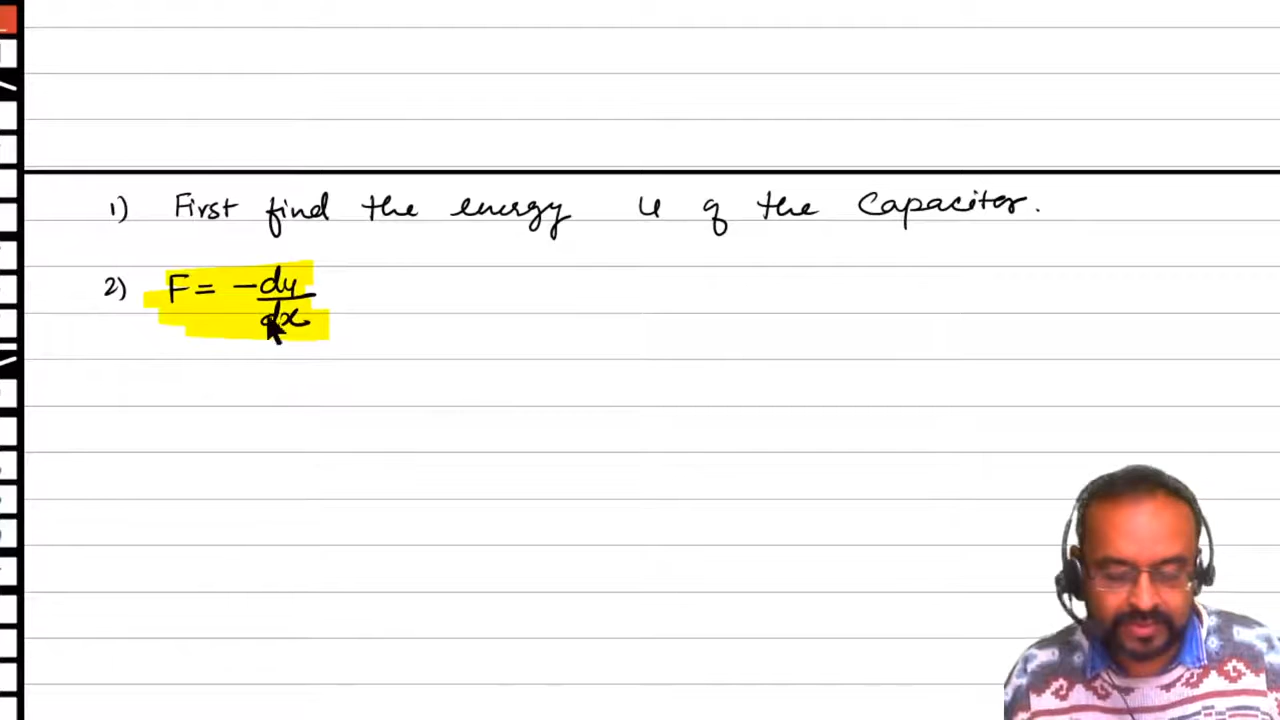 1) First find the energy U of the Capacitor.
2) F = -dU/dx